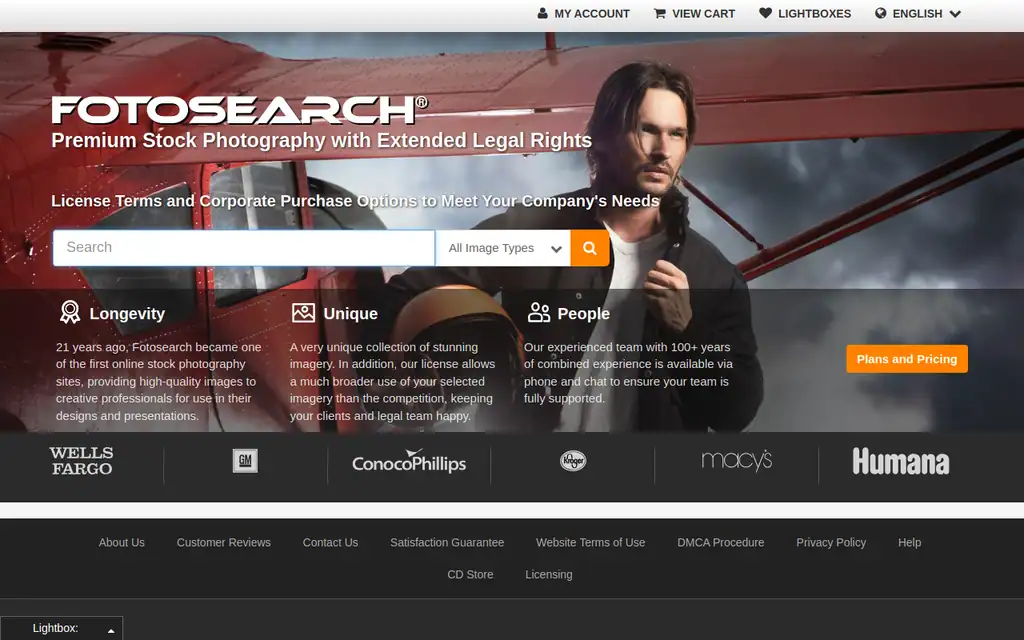 MY ACCOUNT
VIEW CART
LIGHTBOXES
ENGLISH
FOTOSEARCH®
Premium Stock Photography with Extended Legal Rights
License Terms and Corporate Purchase Options to Meet Your Company's Needs
Search
All Image Types
Longevity
21 years ago, Fotosearch became one
of the first online stock photography
sites, providing high-quality images to
creative professionals for use in their
designs and presentations.
Unique
A very unique collection of stunning
imagery. In addition, our license allows
a much broader use of your selected
imagery than the competition, keeping
your clients and legal team happy.
People
Our experienced team with 100+ years
of combined experience is available via
phone and chat to ensure your team is
fully supported.
Plans and Pricing
WELLS
FARGO
GM
ConocoPhillips
Kroger
macy's
Humana
About Us
Customer Reviews
Contact Us
Satisfaction Guarantee
Website Terms of Use
DMCA Procedure
Privacy Policy
Help
CD Store
Licensing
Lightbox: